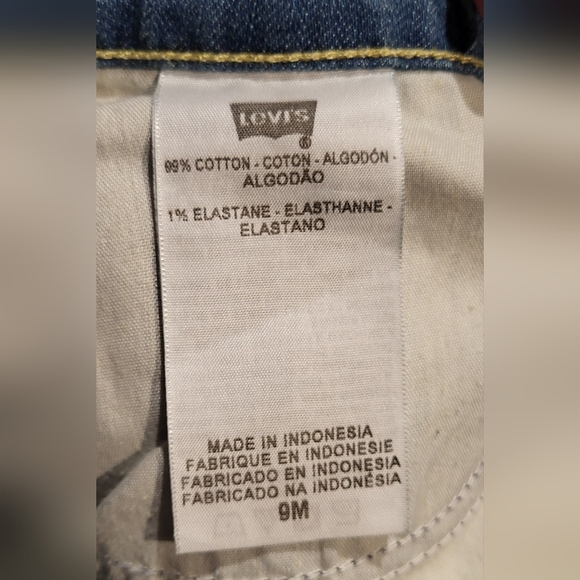 Levi's
®
99% COTTON - COTON - ALGODÓN -
ALGODÃO
1% ELASTANE - ÉLASTHANNE -
ELASTANO
MADE IN INDONESIA
FABRIQUE EN INDONESIE
FABRICADO EN INDONESIA
FABRICADO NA INDONÉSIA
9M